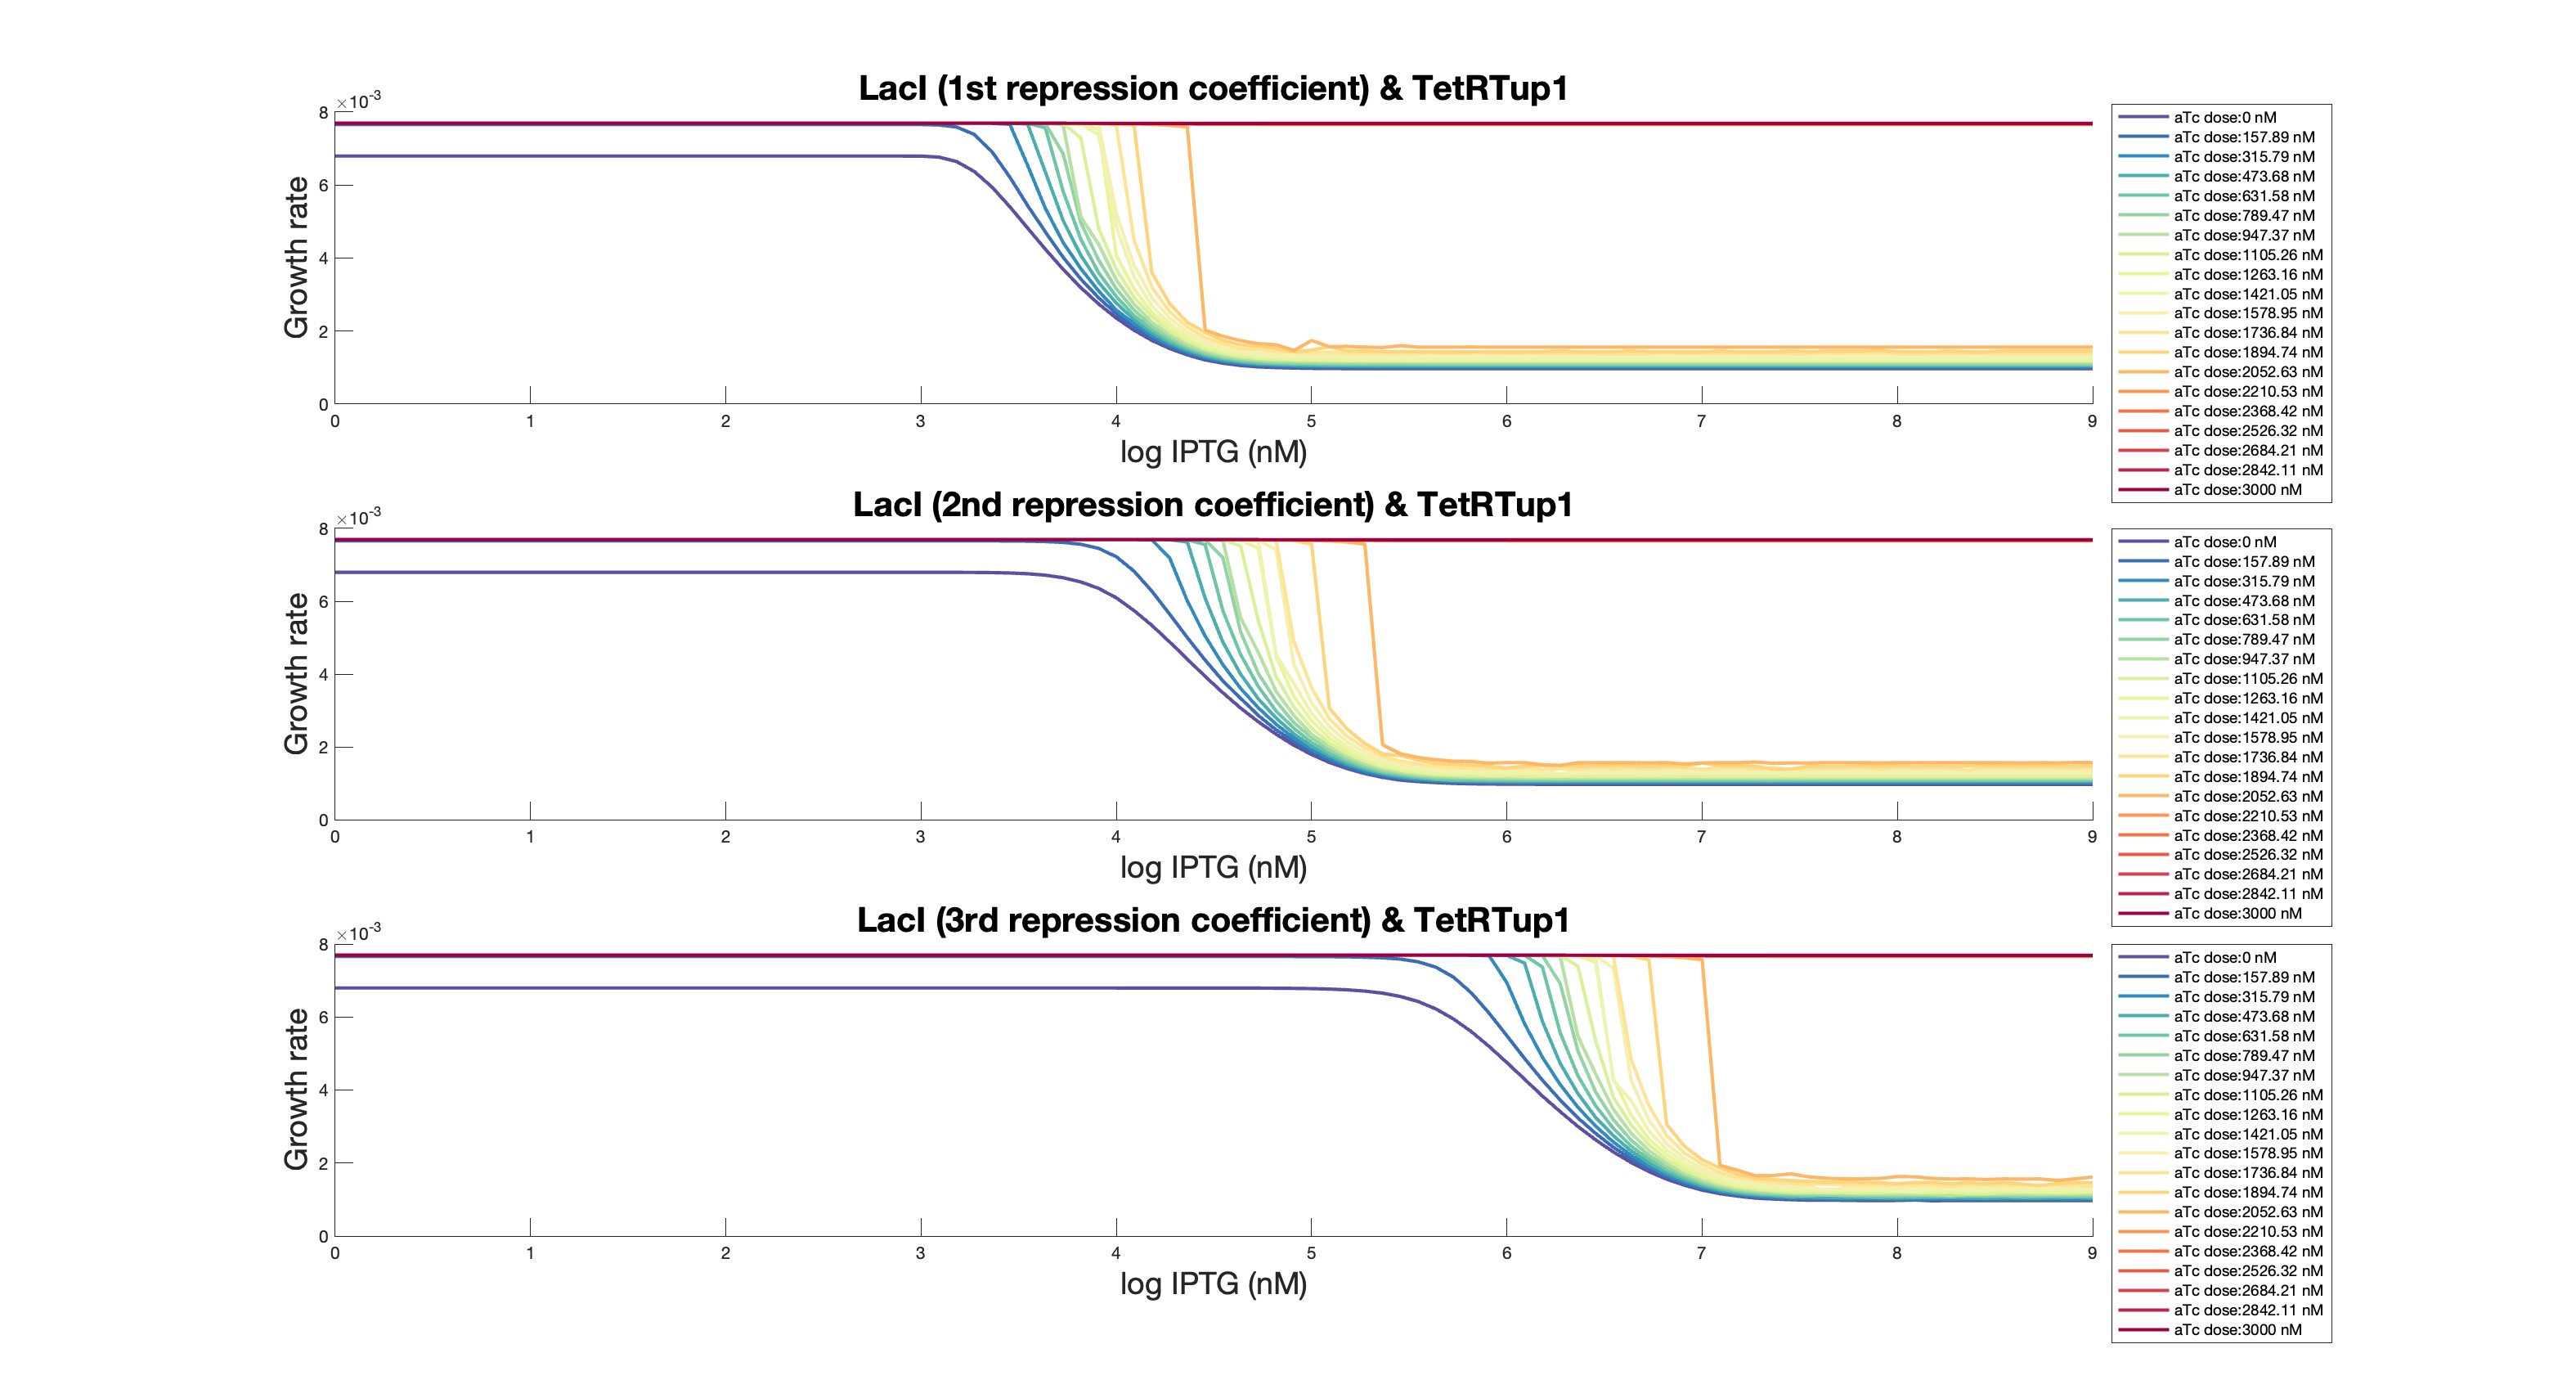 LacI (1st repression coefficient) & TetRTup1
×10-3
8
6
4
2
0
Growth rate
0 1 2 3 4 5 6 7 8 9
log IPTG (nM)
aTc dose:0 nM
aTc dose:157.89 nM
aTc dose:315.79 nM
aTc dose:473.68 nM
aTc dose:631.58 nM
aTc dose:789.47 nM
aTc dose:947.37 nM
aTc dose:1105.26 nM
aTc dose:1263.16 nM
aTc dose:1421.05 nM
aTc dose:1578.95 nM
aTc dose:1736.84 nM
aTc dose:1894.74 nM
aTc dose:2052.63 nM
aTc dose:2210.53 nM
aTc dose:2368.42 nM
aTc dose:2526.32 nM
aTc dose:2684.21 nM
aTc dose:2842.11 nM
aTc dose:3000 nM
LacI (2nd repression coefficient) & TetRTup1
×10-3
8
6
4
2
0
Growth rate
0 1 2 3 4 5 6 7 8 9
log IPTG (nM)
aTc dose:0 nM
aTc dose:157.89 nM
aTc dose:315.79 nM
aTc dose:473.68 nM
aTc dose:631.58 nM
aTc dose:789.47 nM
aTc dose:947.37 nM
aTc dose:1105.26 nM
aTc dose:1263.16 nM
aTc dose:1421.05 nM
aTc dose:1578.95 nM
aTc dose:1736.84 nM
aTc dose:1894.74 nM
aTc dose:2052.63 nM
aTc dose:2210.53 nM
aTc dose:2368.42 nM
aTc dose:2526.32 nM
aTc dose:2684.21 nM
aTc dose:2842.11 nM
aTc dose:3000 nM
LacI (3rd repression coefficient) & TetRTup1
×10-3
8
6
4
2
0
Growth rate
0 1 2 3 4 5 6 7 8 9
log IPTG (nM)
aTc dose:0 nM
aTc dose:157.89 nM
aTc dose:315.79 nM
aTc dose:473.68 nM
aTc dose:631.58 nM
aTc dose:789.47 nM
aTc dose:947.37 nM
aTc dose:1105.26 nM
aTc dose:1263.16 nM
aTc dose:1421.05 nM
aTc dose:1578.95 nM
aTc dose:1736.84 nM
aTc dose:1894.74 nM
aTc dose:2052.63 nM
aTc dose:2210.53 nM
aTc dose:2368.42 nM
aTc dose:2526.32 nM
aTc dose:2684.21 nM
aTc dose:2842.11 nM
aTc dose:3000 nM